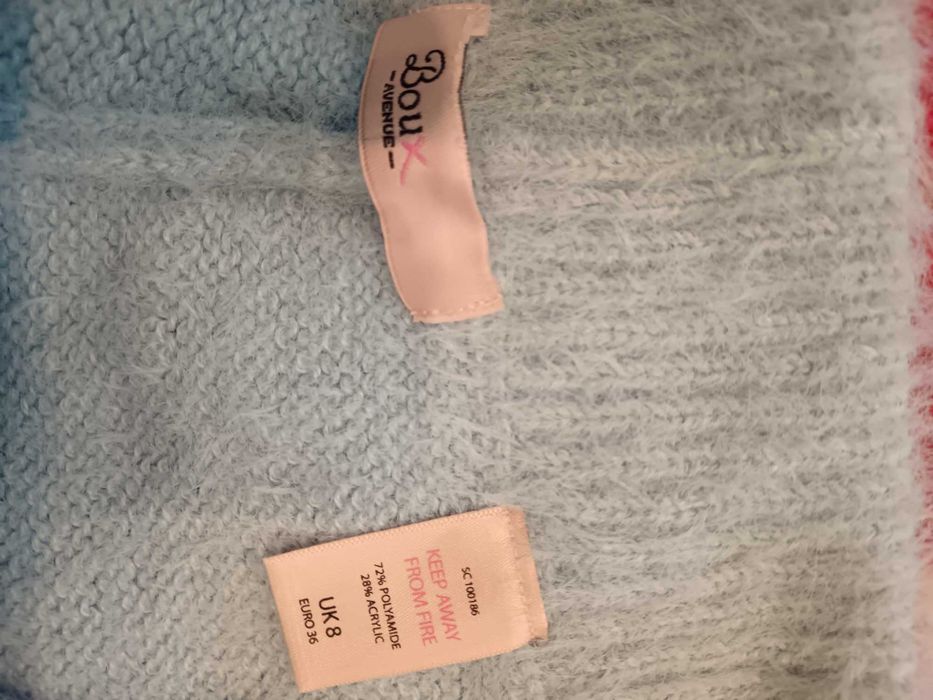 Boux
- AVENUE -
SC 100186
KEEP AWAY
FROM FIRE
72% POLYAMIDE
28% ACRYLIC
UK 8
EURO 36